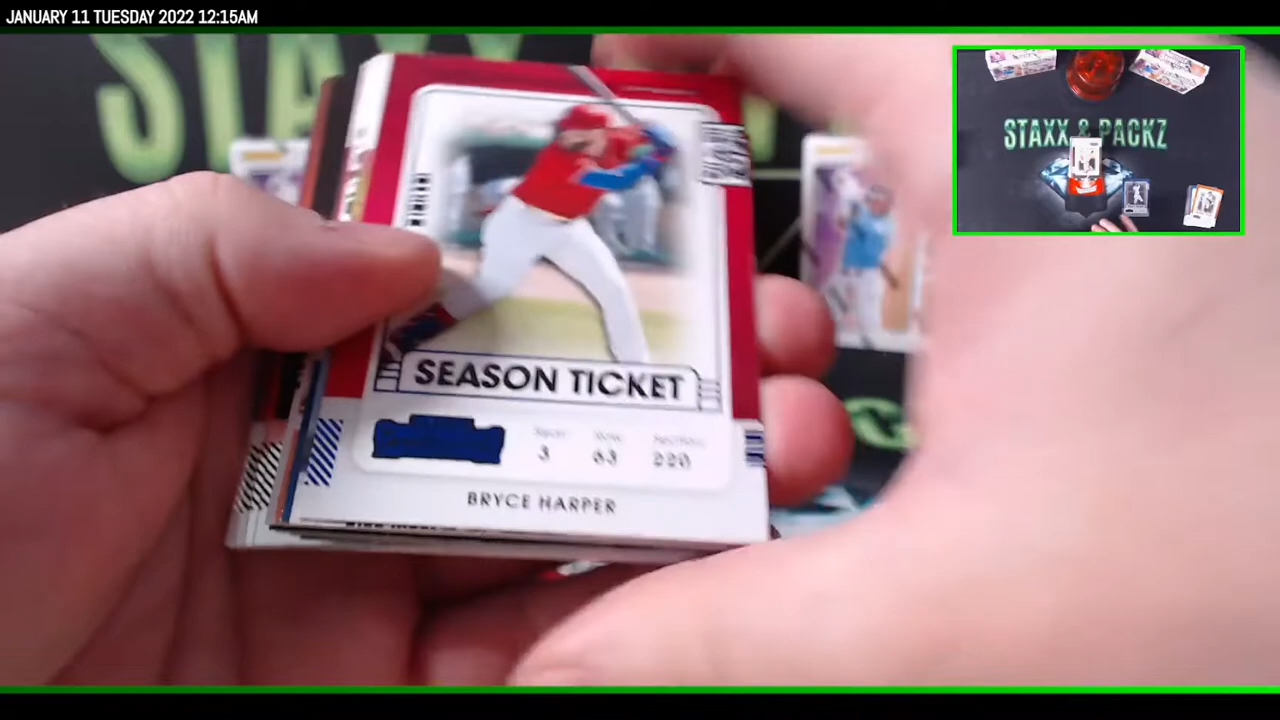 JANUARY 11 TUESDAY 2022 12:15AM
STAXX & PACKZ
SEASON TICKET
3 63 220
BRYCE HARPER